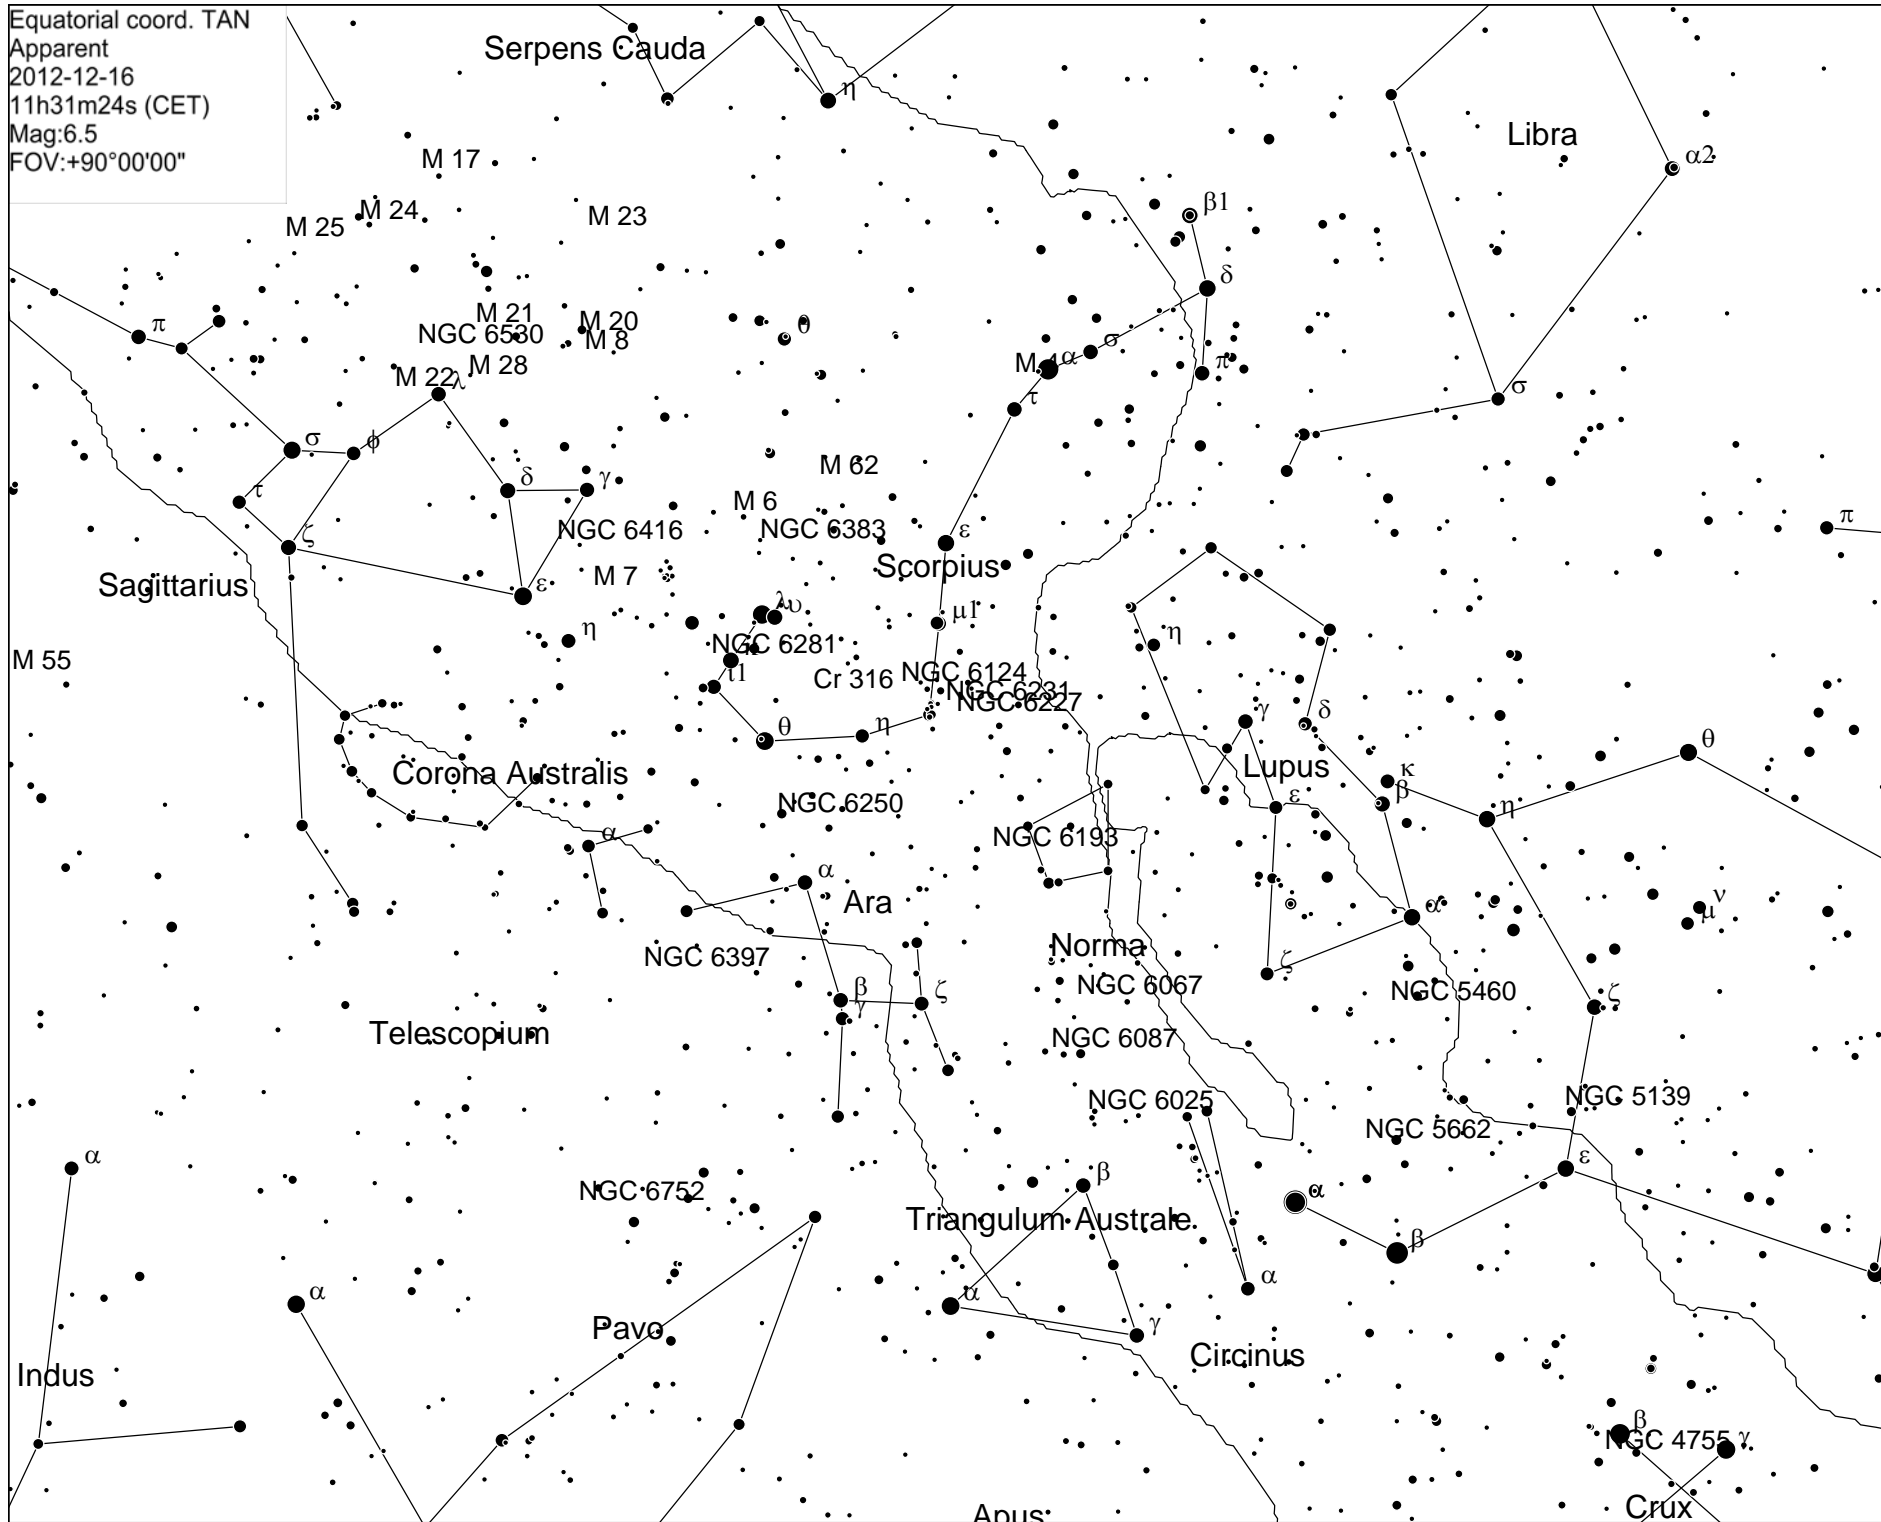 Equatorial coord. TAN
Apparent
2012-12-16
11h31m24s (CET)
Mag:6.5
FOV:+90°00'00"
Serpens Cauda
η
Libra
α2
M 17
M 24
M 25
M 23
β1
δ
π
M 21
M 20
NGC 6530
M 8
θ
M 28
M 22
λ
σ
α
π
τ
σ
σ
φ
τ
δ
γ
M 62
M 6
NGC 6416
NGC 6383
ε
π
ζ
Scorpius
Sagittarius
M 7
ε
λ
υ
μ1
η
η
NGC 6281
M 55
ι1
Cr 316
NGC 6124
NGC 6231
NGC 6227
γ
δ
θ
η
θ
Lupus
Corona Australis
κ
β
NGC 6250
ε
η
α
NGC 6193
α
Ara
α
ν
μ
Norma
NGC 6397
ζ
NGC 6067
NGC 5460
β
γ
ζ
ζ
Telescopium
NGC 6087
NGC 6025
NGC 5139
NGC 5662
α
ε
β
NGC 6752
α
Triangulum Australe
β
α
α
α
γ
Pavo
Circinus
Indus
β
NGC 4755
γ
Crux
Apus